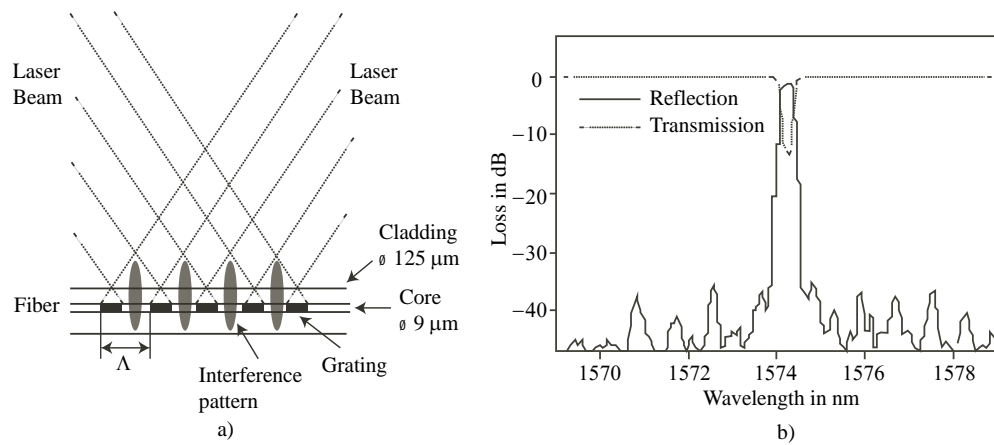 Laser
Beam
Laser
Beam
Cladding
ø 125 μm
Fiber
Core
ø 9 μm
Λ
Interference
pattern
Grating
a)
0
−10
−20
−30
−40
Loss in dB
Reflection
Transmission
1570
1572
1574
1576
1578
Wavelength in nm
b)